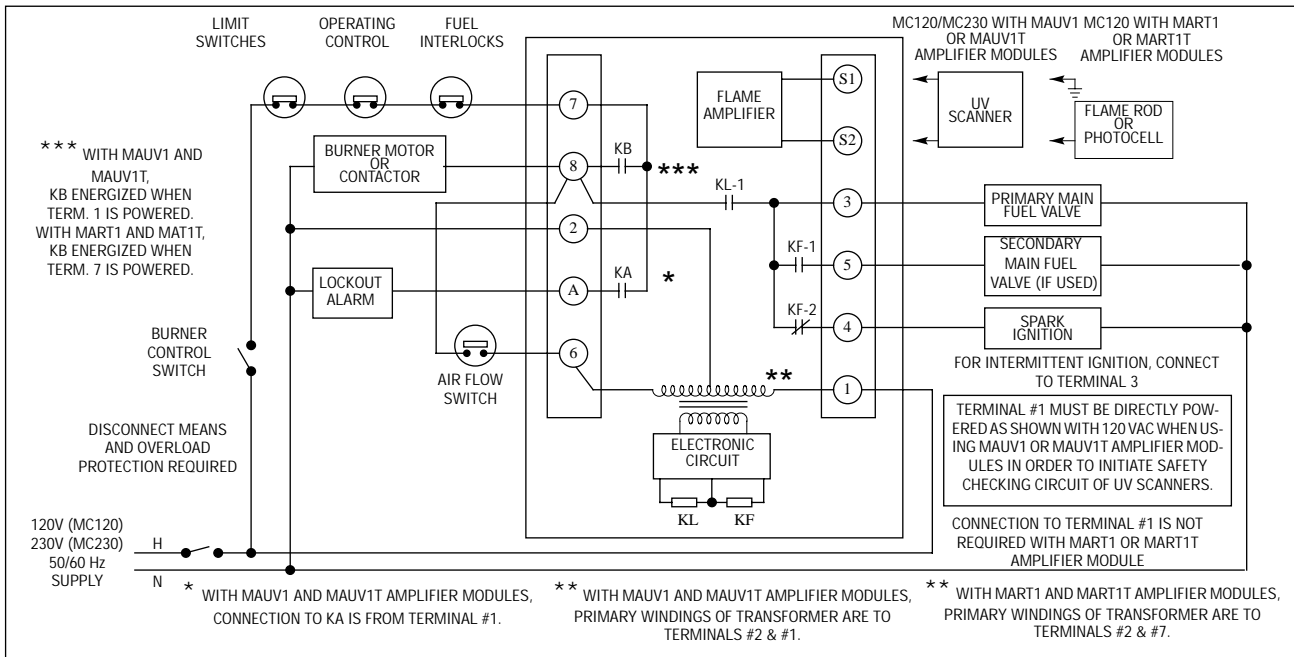 LIMIT
SWITCHES
OPERATING
CONTROL
FUEL
INTERLOCKS
MC120/MC230 WITH MAUV1
OR MAUV1T
AMPLIFIER MODULES
MC120 WITH MART1
OR MART1T
AMPLIFIER MODULES
7
FLAME
AMPLIFIER
S1
S2
UV
SCANNER
FLAME ROD
OR
PHOTOCELL
*** WITH MAUV1 AND
MAUV1T,
KB ENERGIZED WHEN
TERM. 1 IS POWERED.
WITH MART1 AND MAT1T,
KB ENERGIZED WHEN
TERM. 7 IS POWERED.
BURNER MOTOR
OR
CONTACTOR
8
KB
***
KL-1
3
PRIMARY MAIN
FUEL VALVE
2
KF-1
5
SECONDARY
MAIN FUEL
VALVE (IF USED)
LOCKOUT
ALARM
A
KA
*
KF-2
4
SPARK
IGNITION
FOR INTERMITTENT IGNITION, CONNECT
TO TERMINAL 3
BURNER
CONTROL
SWITCH
AIR FLOW
SWITCH
6
**
1
ELECTRONIC
CIRCUIT
KL
KF
TERMINAL #1 MUST BE DIRECTLY POW-
ERED AS SHOWN WITH 120 VAC WHEN US-
ING MAUV1 OR MAUV1T AMPLIFIER MOD-
ULES IN ORDER TO INITIATE SAFETY
CHECKING CIRCUIT OF UV SCANNERS.
DISCONNECT MEANS
AND OVERLOAD
PROTECTION REQUIRED
CONNECTION TO TERMINAL #1 IS NOT
REQUIRED WITH MART1 OR MART1T
AMPLIFIER MODULE
120V (MC120)
230V (MC230)
50/60 Hz
SUPPLY
H
N
* WITH MAUV1 AND MAUV1T AMPLIFIER MODULES,
CONNECTION TO KA IS FROM TERMINAL #1.
** WITH MAUV1 AND MAUV1T AMPLIFIER MODULES,
PRIMARY WINDINGS OF TRANSFORMER ARE TO
TERMINALS #2 & #1.
** WITH MART1 AND MART1T AMPLIFIER MODULES,
PRIMARY WINDINGS OF TRANSFORMER ARE TO
TERMINALS #2 & #7.